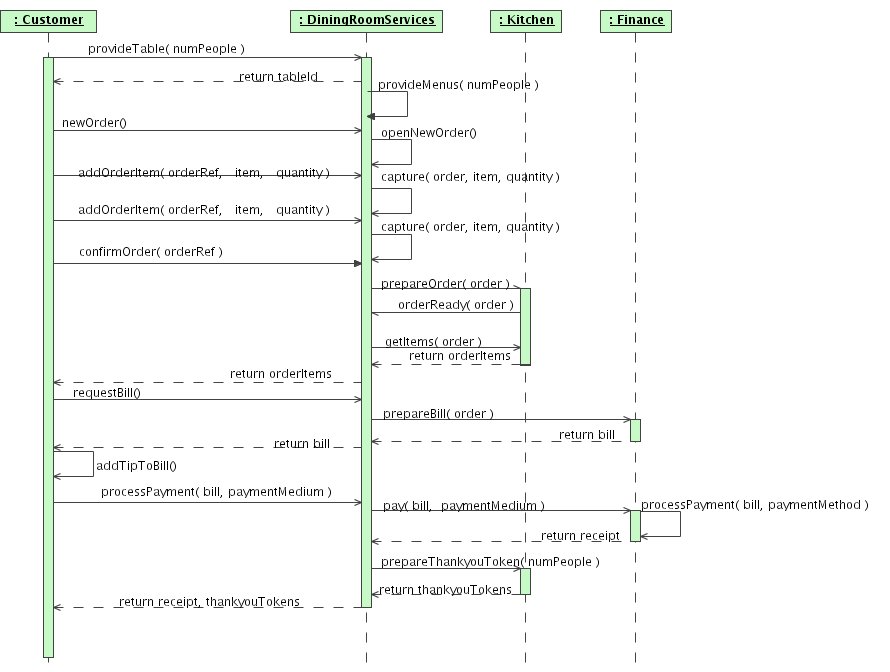 : Customer
: DiningRoomServices
: Kitchen
: Finance
provideTable( numPeople )
return tableId
provideMenus( numPeople )
newOrder()
openNewOrder()
addOrderItem( orderRef, item, quantity )
capture( order, item, quantity )
addOrderItem( orderRef, item, quantity )
capture( order, item, quantity )
confirmOrder( orderRef )
prepareOrder( order )
orderReady( order )
getItems( order )
return orderItems
return orderItems
requestBill()
prepareBill( order )
return bill
return bill
addTipToBill()
processPayment( bill, paymentMedium )
pay( bill, paymentMedium )
processPayment( bill, paymentMethod )
return receipt
prepareThankyouToken( numPeople )
return thankyouTokens
return receipt, thankyouTokens